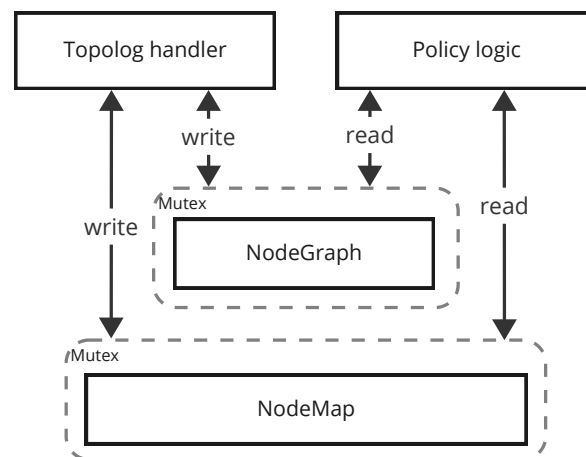 Topolog handler
Policy logic
write
read
Mutex
write
read
NodeGraph
Mutex
NodeMap